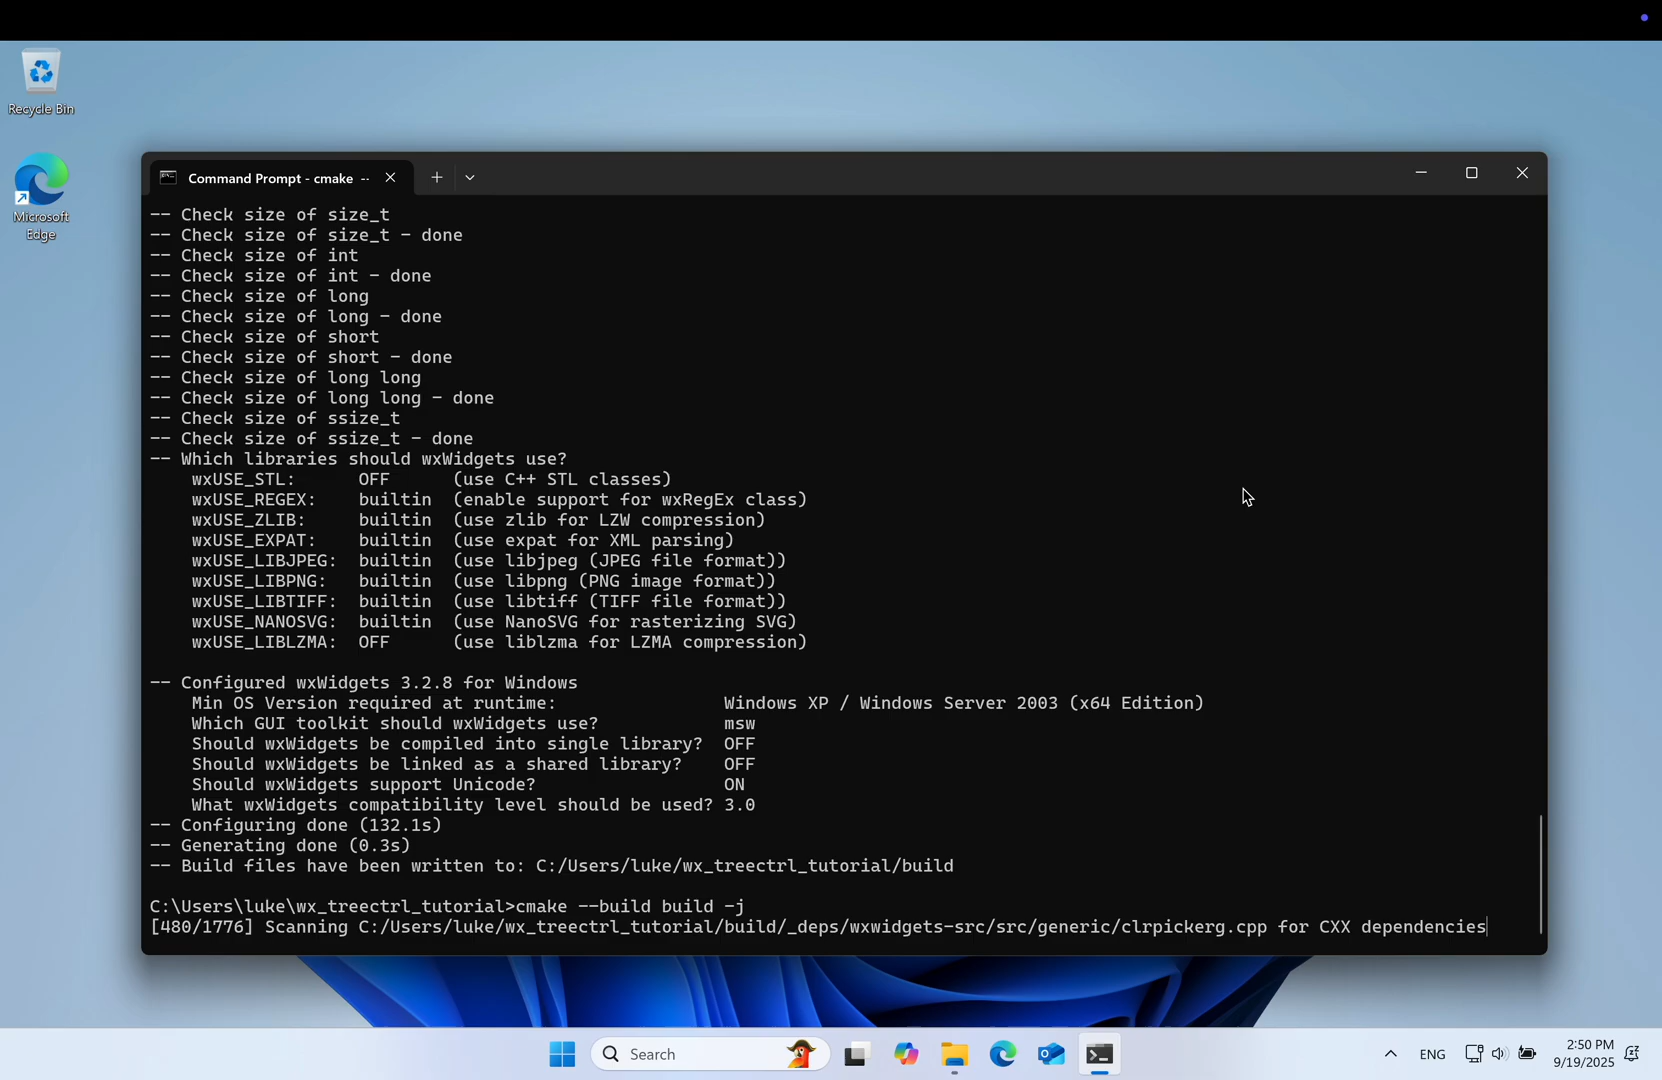 Recycle Bin
Microsoft
Edge
Command Prompt - cmake --
-- Check size of size_t
-- Check size of size_t - done
-- Check size of int
-- Check size of int - done
-- Check size of long
-- Check size of long - done
-- Check size of short
-- Check size of short - done
-- Check size of long long
-- Check size of long long - done
-- Check size of ssize_t
-- Check size of ssize_t - done
-- Which libraries should wxWidgets use?
wxUSE_STL: OFF (use C++ STL classes)
wxUSE_REGEX: builtin (enable support for wxRegEx class)
wxUSE_ZLIB: builtin (use zlib for LZW compression)
wxUSE_EXPAT: builtin (use expat for XML parsing)
wxUSE_LIBJPEG: builtin (use libjpeg (JPEG file format))
wxUSE_LIBPNG: builtin (use libpng (PNG image format))
wxUSE_LIBTIFF: builtin (use libtiff (TIFF file format))
wxUSE_NANOSVG: builtin (use NanoSVG for rasterizing SVG)
wxUSE_LIBLZMA: OFF (use liblzma for LZMA compression)
-- Configured wxWidgets 3.2.8 for Windows
Min OS Version required at runtime: Windows XP / Windows Server 2003 (x64 Edition)
Which GUI toolkit should wxWidgets use? msw
Should wxWidgets be compiled into single library? OFF
Should wxWidgets be linked as a shared library? OFF
Should wxWidgets support Unicode? ON
What wxWidgets compatibility level should be used? 3.0
-- Configuring done (132.1s)
-- Generating done (0.3s)
-- Build files have been written to: C:/Users/luke/wx_treectrl_tutorial/build
C:\Users\luke\wx_treectrl_tutorial>cmake --build build -j
[480/1776] Scanning C:/Users/luke/wx_treectrl_tutorial/build/_deps/wxwidgets-src/src/generic/clrpickerg.cpp for CXX dependencies
Search
ENG
2:50 PM
9/19/2025